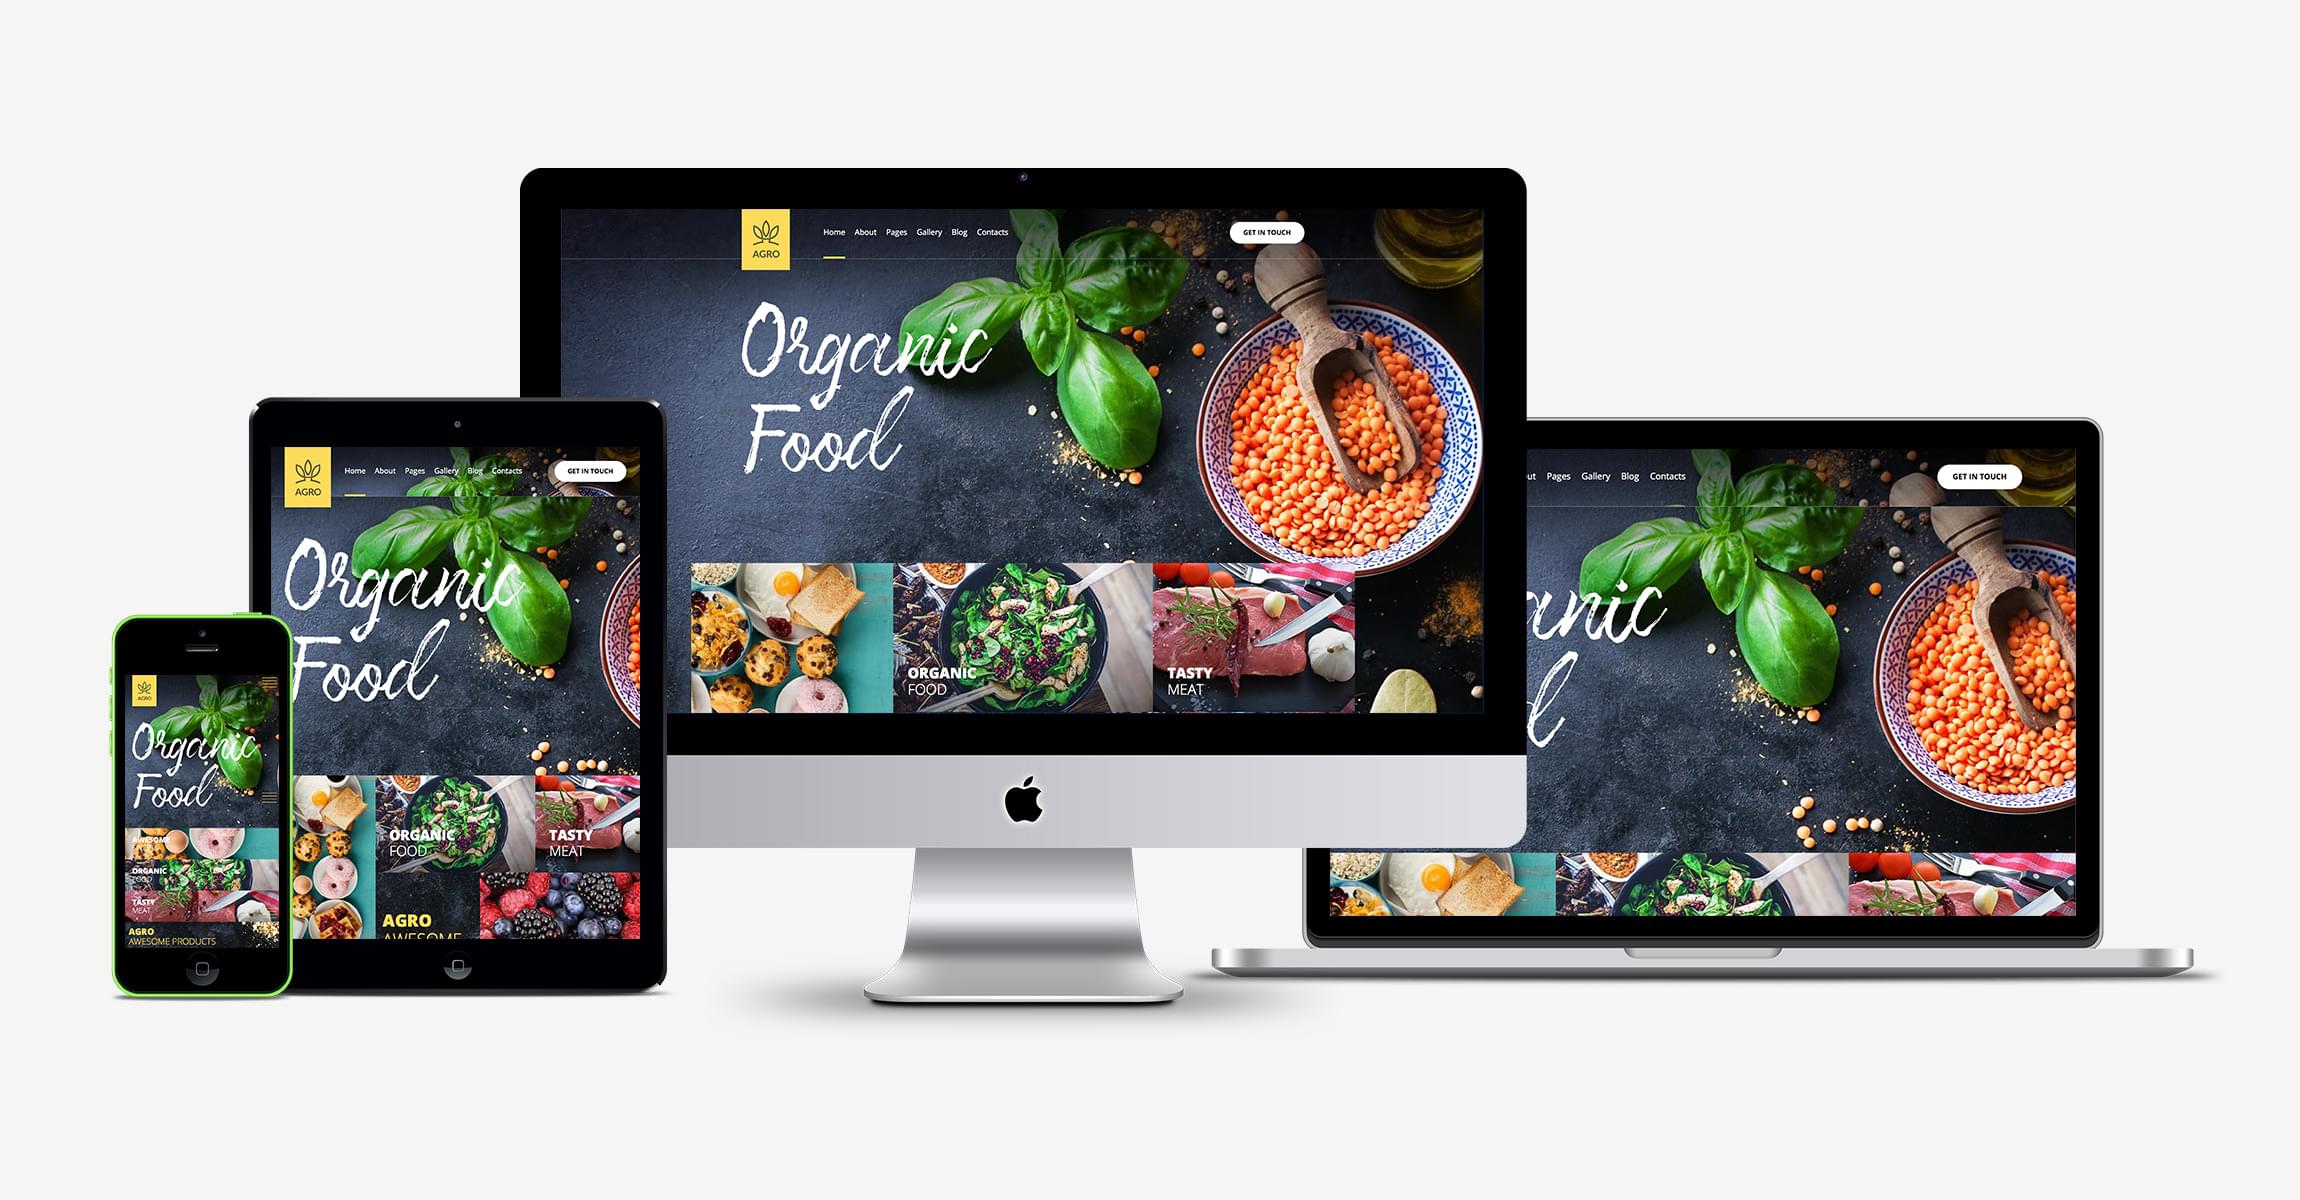 AGRO
Home About Pages Gallery Blog Contacts
GET IN TOUCH
Organic
Food
ORGANIC
FOOD
TASTY
MEAT
AGRO
Home About Pages Gallery Blog Contacts
GET IN TOUCH
Organic
Food
ORGANIC
FOOD
TASTY
MEAT
AGRO
AWESOME
AGRO
Organic
Food
AWESOME
ORGANIC
FOOD
TASTY
MEAT
AGRO
AWESOME PRODUCTS
ut Pages Gallery Blog Contacts
GET IN TOUCH
anic
d